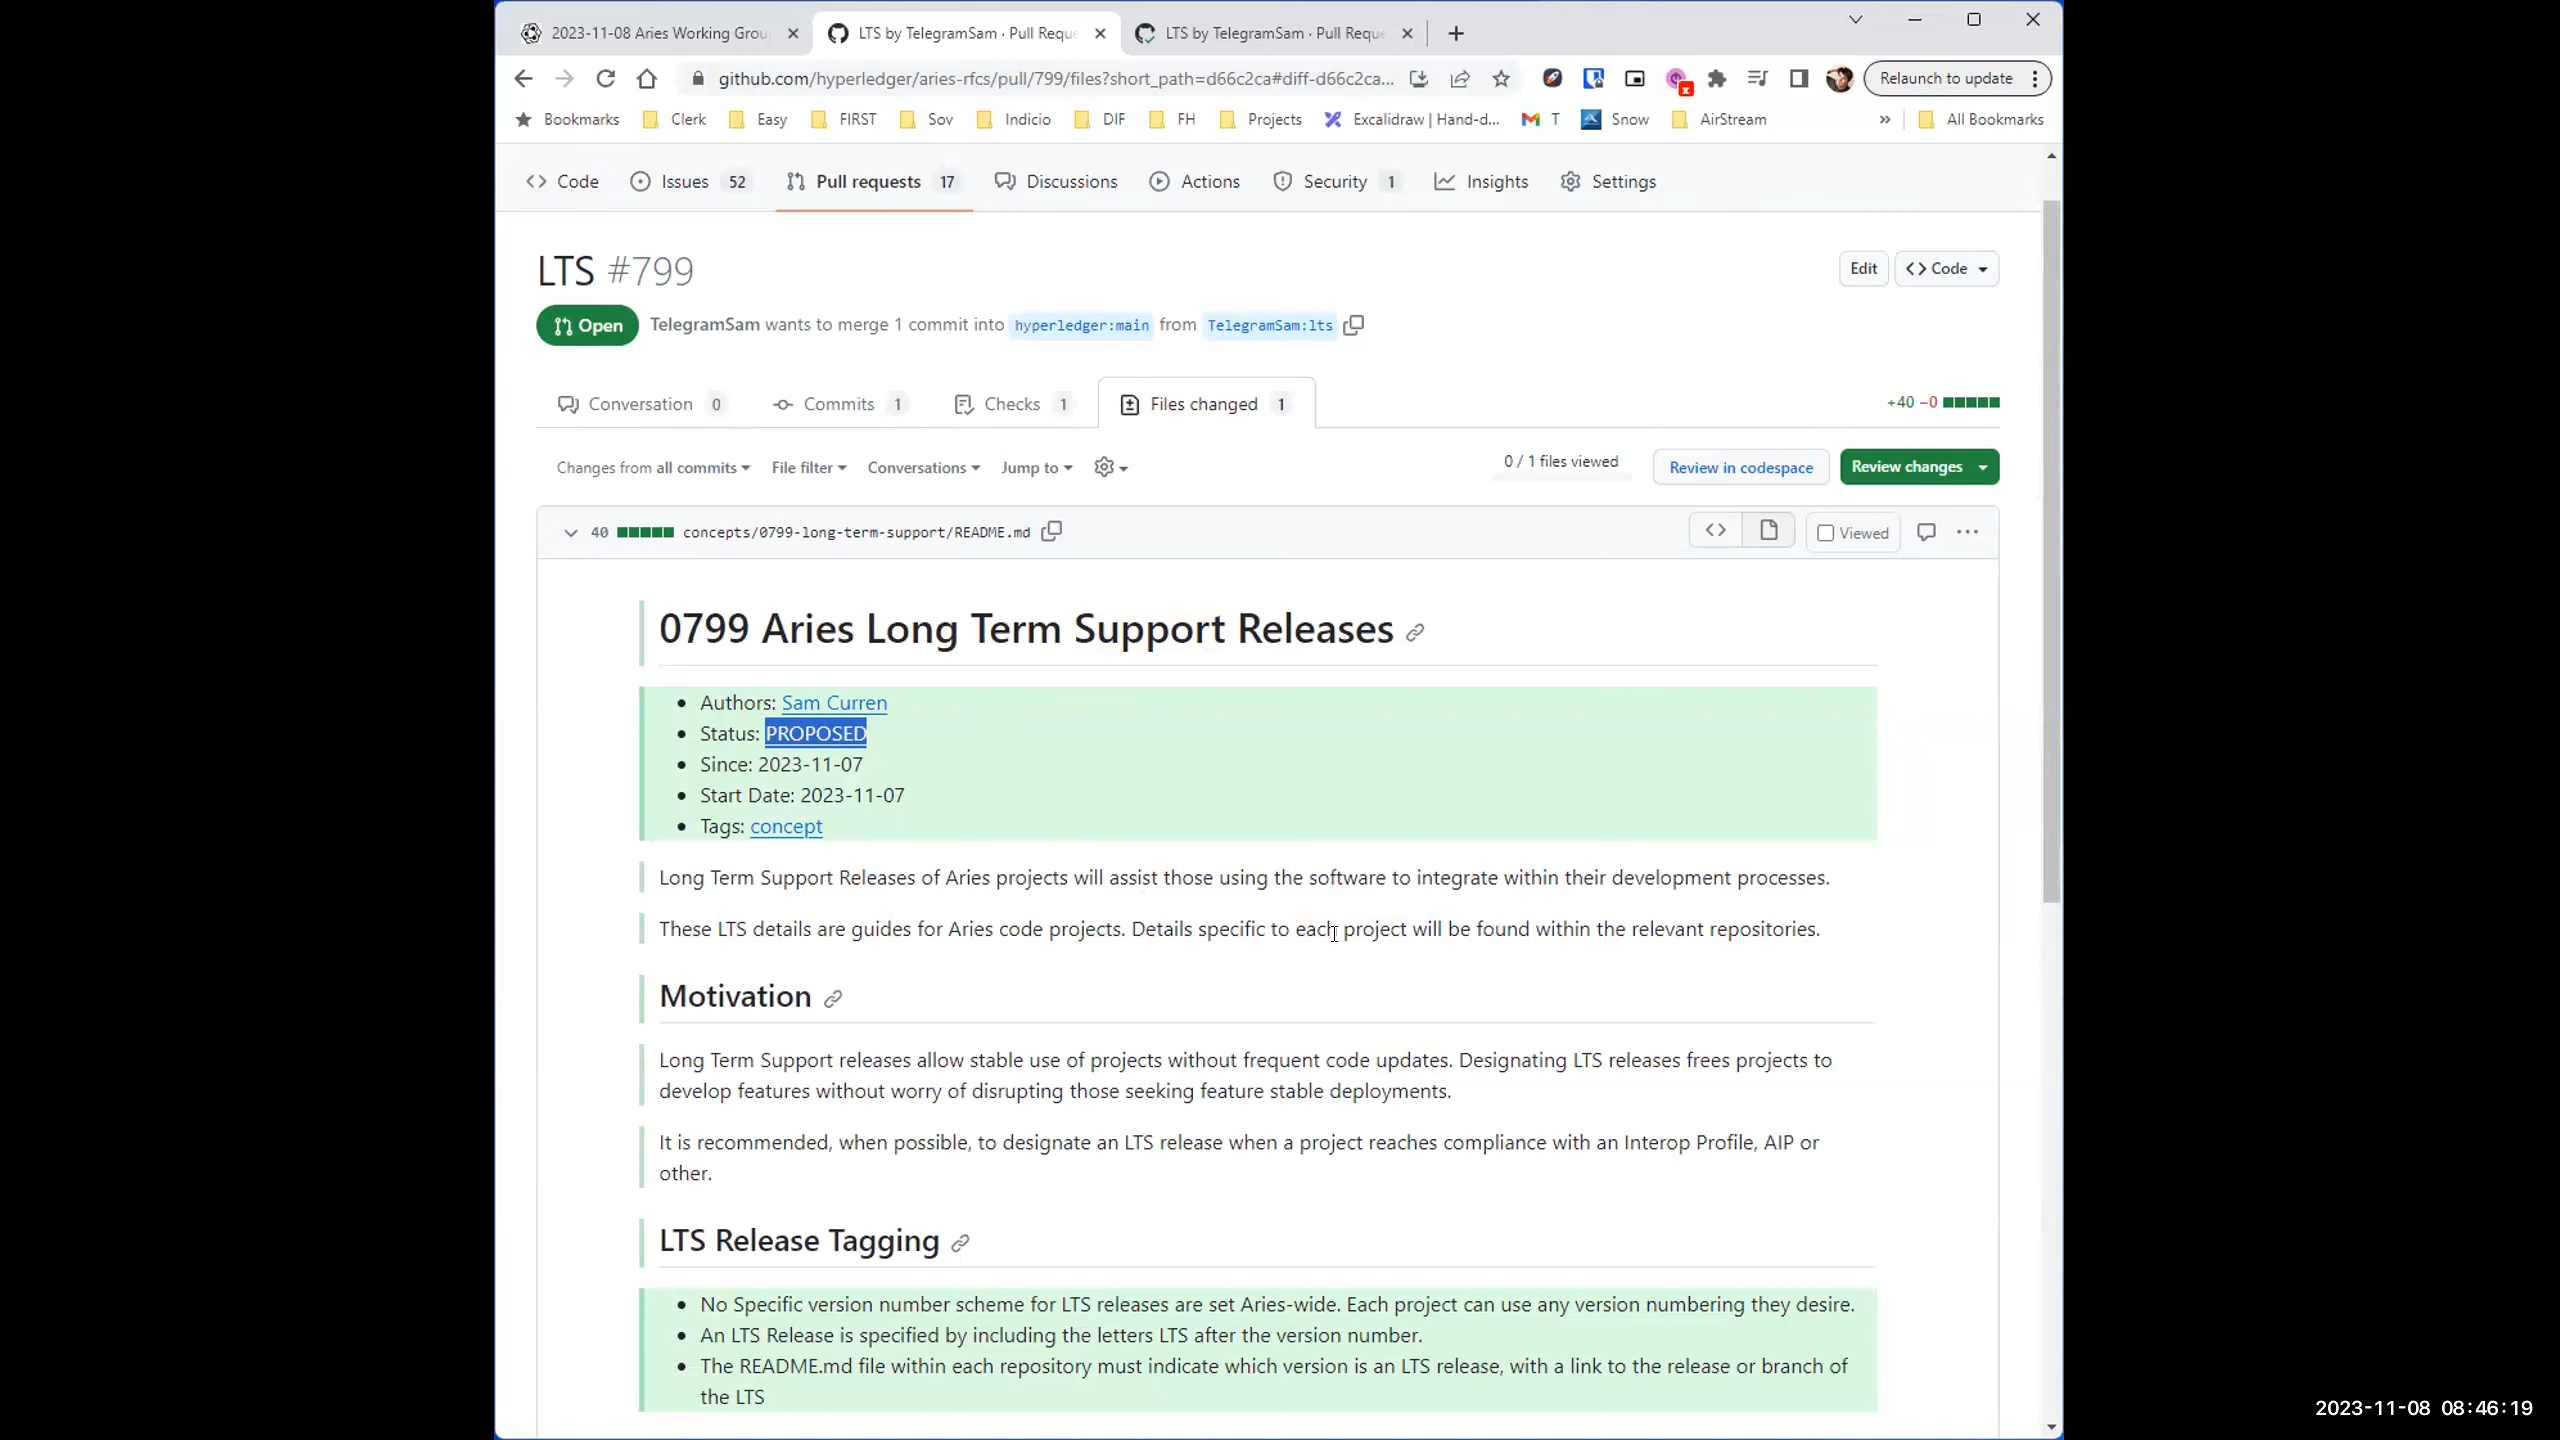 2023-11-08 Aries Working Grou
LTS by TelegramSam · Pull Reque
LTS by TelegramSam · Pull Reque
github.com/hyperledger/aries-rfcs/pull/799/files?short_path=d66c2ca#diff-d66c2ca...
Relaunch to update
Bookmarks Clerk Easy FIRST Sov Indicio DIF FH Projects Excalidraw | Hand-d... T Snow AirStream » All Bookmarks
Code Issues 52 Pull requests 17 Discussions Actions Security 1 Insights Settings
LTS #799
Edit <> Code
Open TelegramSam wants to merge 1 commit into hyperledger:main from TelegramSam:lts
Conversation 0 Commits 1 Checks 1 Files changed 1
+40 −0
Changes from all commits File filter Conversations Jump to
0 / 1 files viewed Review in codespace Review changes
40 concepts/0799-long-term-support/README.md
<> Viewed ...
0799 Aries Long Term Support Releases
• Authors: Sam Curren
• Status: PROPOSED
• Since: 2023-11-07
• Start Date: 2023-11-07
• Tags: concept
Long Term Support Releases of Aries projects will assist those using the software to integrate within their development processes.
These LTS details are guides for Aries code projects. Details specific to each project will be found within the relevant repositories.
Motivation
Long Term Support releases allow stable use of projects without frequent code updates. Designating LTS releases frees projects to
develop features without worry of disrupting those seeking feature stable deployments.
It is recommended, when possible, to designate an LTS release when a project reaches compliance with an Interop Profile, AIP or
other.
LTS Release Tagging
• No Specific version number scheme for LTS releases are set Aries-wide. Each project can use any version numbering they desire.
• An LTS Release is specified by including the letters LTS after the version number.
• The README.md file within each repository must indicate which version is an LTS release, with a link to the release or branch of
the LTS
2023-11-08 08:46:19